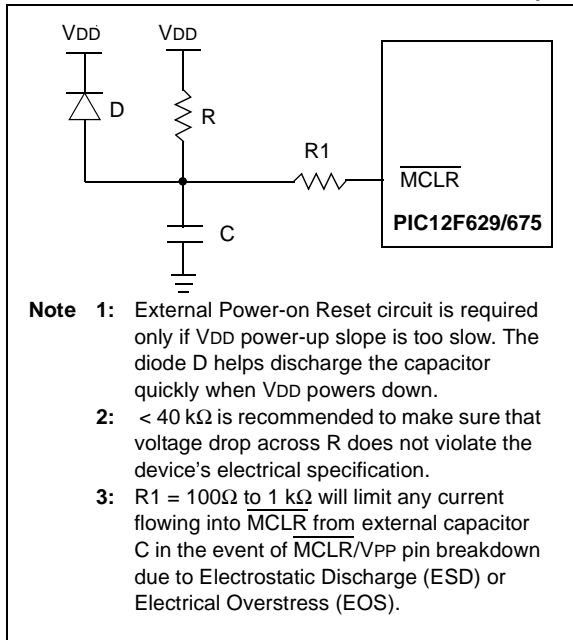 VDD VDD
D R
R1
MCLR
PIC12F629/675
C
Note 1: External Power-on Reset circuit is required
only if VDD power-up slope is too slow. The
diode D helps discharge the capacitor
quickly when VDD powers down.
2: < 40 kΩ is recommended to make sure that
voltage drop across R does not violate the
device's electrical specification.
3: R1 = 100Ω to 1 kΩ will limit any current
flowing into MCLR from external capacitor
C in the event of MCLR/VPP pin breakdown
due to Electrostatic Discharge (ESD) or
Electrical Overstress (EOS).